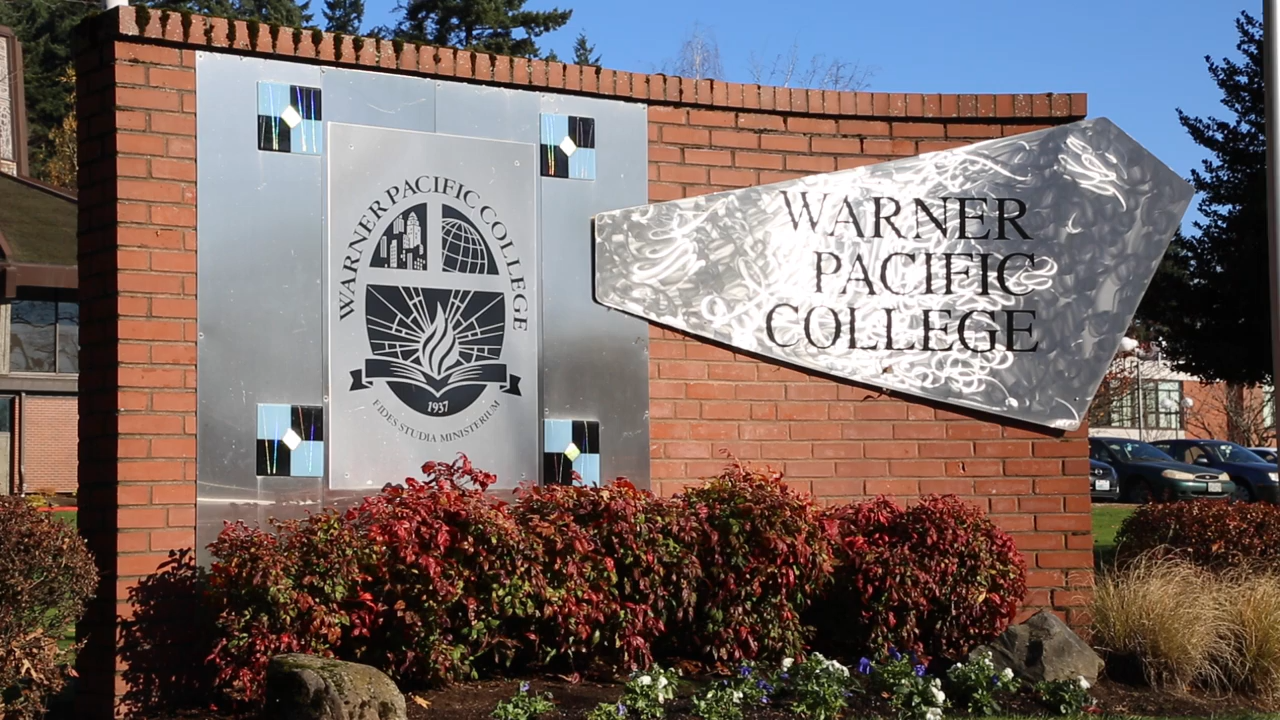 WARNER PACIFIC COLLEGE
1937
FIDES STUDIA MINISTERIUM
WARNER
PACIFIC
COLLEGE